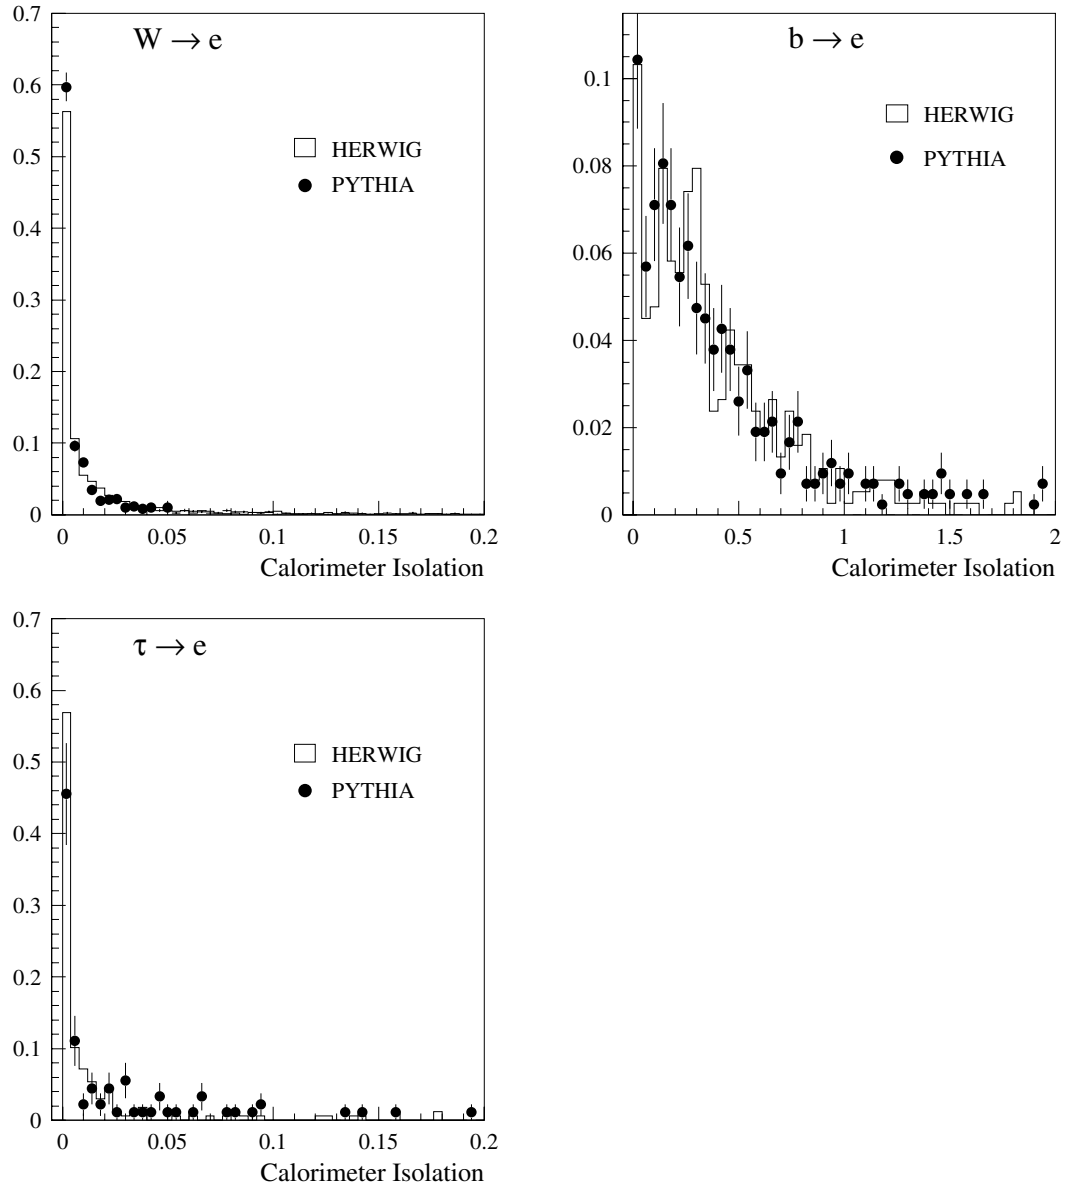 W → e
HERWIG
PYTHIA
0.7
0.6
0.5
0.4
0.3
0.2
0.1
0
0 0.05 0.1 0.15 0.2
Calorimeter Isolation
b → e
HERWIG
PYTHIA
0.1
0.08
0.06
0.04
0.02
0
0 0.5 1 1.5 2
Calorimeter Isolation
τ → e
HERWIG
PYTHIA
0.7
0.6
0.5
0.4
0.3
0.2
0.1
0
0 0.05 0.1 0.15 0.2
Calorimeter Isolation